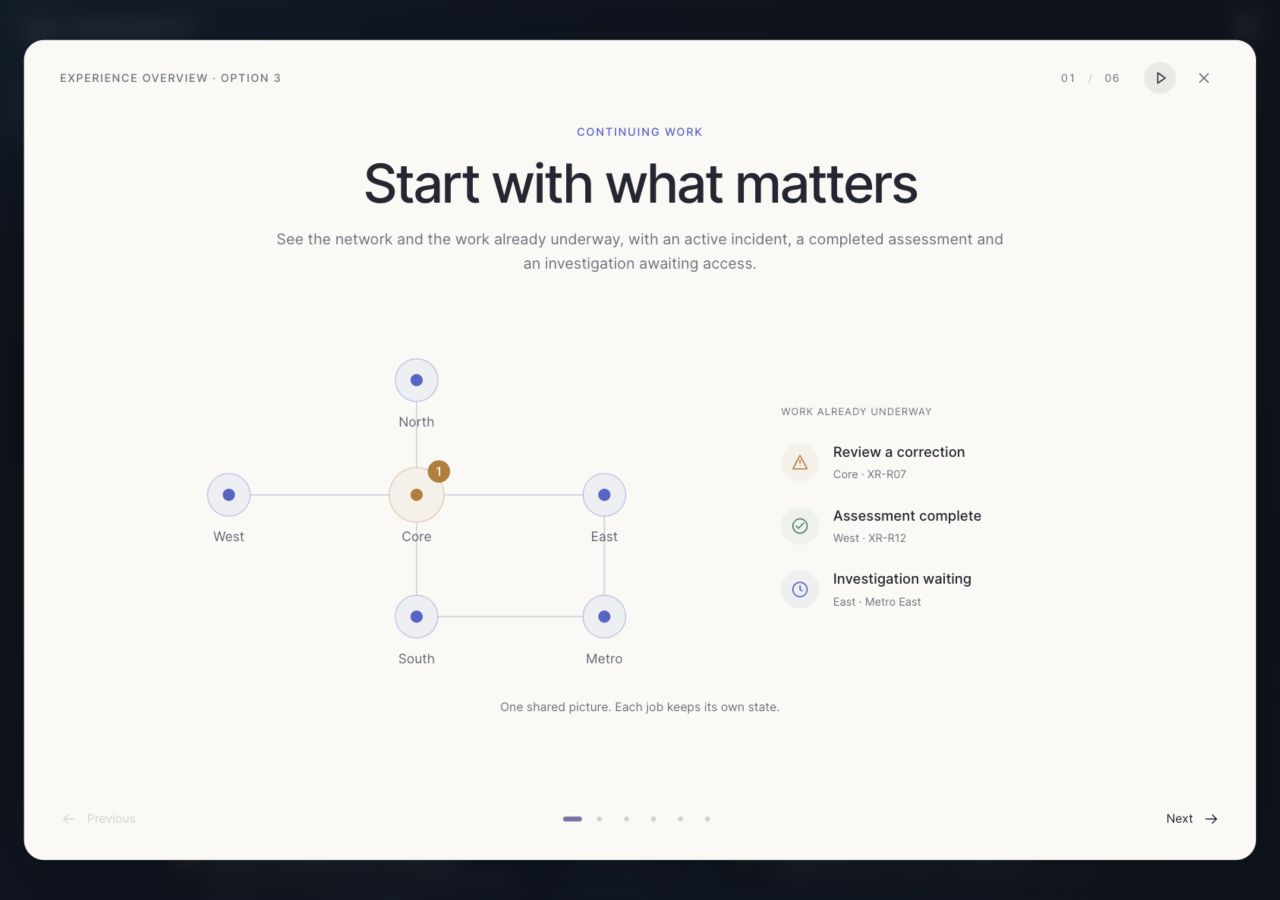 EXPERIENCE OVERVIEW · OPTION 3
01 / 06
CONTINUING WORK
Start with what matters
See the network and the work already underway, with an active incident, a completed assessment and
an investigation awaiting access.
North
1
West
Core
East
South
Metro
WORK ALREADY UNDERWAY
Review a correction
Core · XR-R07
Assessment complete
West · XR-R12
Investigation waiting
East · Metro East
One shared picture. Each job keeps its own state.
Previous
Next